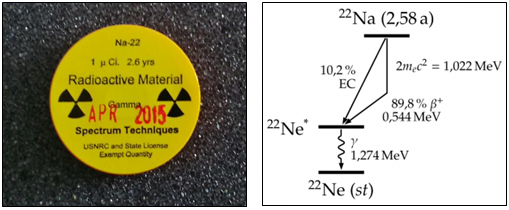 Na-22
1 μ Ci. 2.6 yrs
Radioactive Material
Gamma
APR 2015
Spectrum Techniques
USNRC and State License
Exempt Quantity
²²Na (2,58 a)
10,2 %
EC
2mₑc² = 1,022 MeV
89,8% β⁺
0,544 MeV
²²Ne*
γ
1,274 MeV
²²Ne (st)